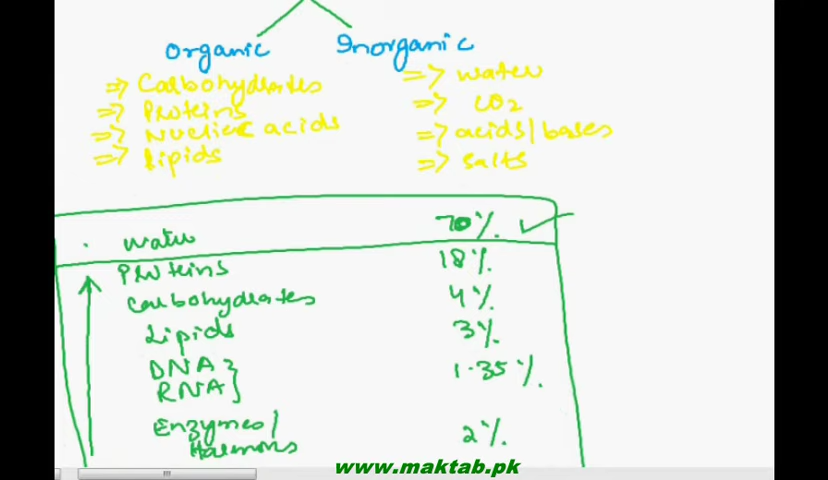 Organic Inorganic
=> Carbohydrates => water
=> Proteins => CO2
=> Nucleic acids => acids/bases
=> Lipids => salts
water 70%
Proteins 18%
Carbohydrates 4%
Lipids 3%
DNA } 1.35%
RNA }
Enzymes/ 2%
Haemons
www.maktab.pk